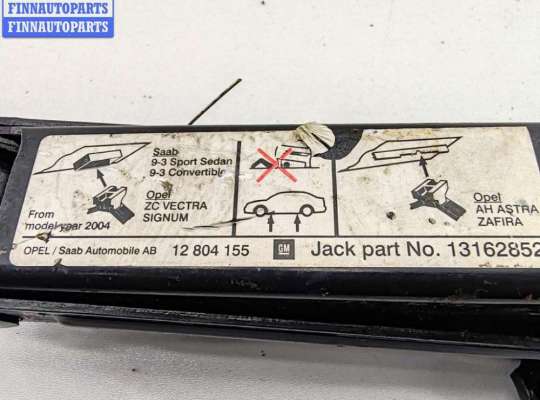 FINNAUTOPARTS
FINNAUTOPARTS
Saab
9-3 Sport Sedan
9-3 Convertible
Opel
ZC VECTRA
SIGNUM
From
model year 2004
Opel
AH ASTRA
ZAFIRA
OPEL / Saab Automobile AB 12 804 155 GM Jack part No. 13162852